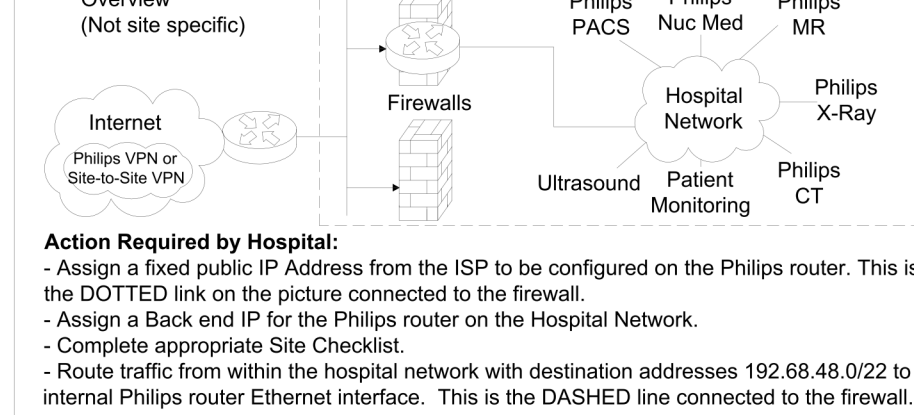 Overview
(Not site specific)
Philips
PACS
Philips
Nuc Med
Philips
MR
Firewalls
Hospital
Network
Philips
X-Ray
Internet
Philips VPN or
Site-to-Site VPN
Ultrasound
Patient
Monitoring
Philips
CT
Action Required by Hospital:
- Assign a fixed public IP Address from the ISP to be configured on the Philips router. This is
the DOTTED link on the picture connected to the firewall.
- Assign a Back end IP for the Philips router on the Hospital Network.
- Complete appropriate Site Checklist.
- Route traffic from within the hospital network with destination addresses 192.68.48.0/22 to
internal Philips router Ethernet interface.  This is the DASHED line connected to the firewall.